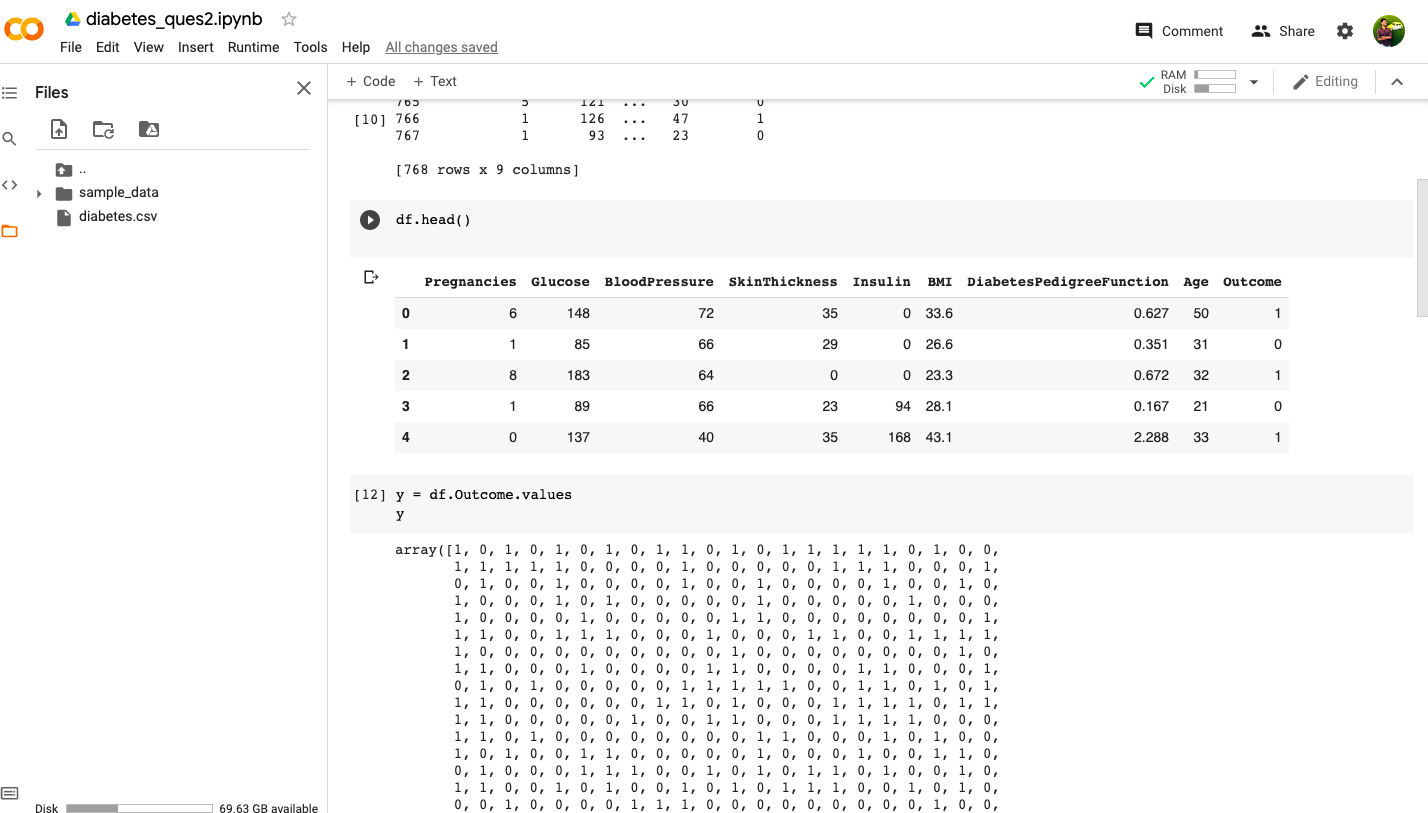 diabetes_ques2.ipynb
File Edit View Insert Runtime Tools Help All changes saved
Comment Share
Files
+ Code + Text
RAM
Disk
Editing
..
sample_data
diabetes.csv
Disk 69.63 GB available
765 5 121 ... 30 0
[10] 766 1 126 ... 47 1
767 1 93 ... 23 0
[768 rows x 9 columns]
df.head()
Pregnancies Glucose BloodPressure SkinThickness Insulin BMI DiabetesPedigreeFunction Age Outcome
0 6 148 72 35 0 33.6 0.627 50 1
1 1 85 66 29 0 26.6 0.351 31 0
2 8 183 64 0 0 23.3 0.672 32 1
3 1 89 66 23 94 28.1 0.167 21 0
4 0 137 40 35 168 43.1 2.288 33 1
[12] y = df.Outcome.values
y
array([1, 0, 1, 0, 1, 0, 1, 0, 1, 1, 0, 1, 0, 1, 1, 1, 1, 1, 0, 1, 0, 0,
1, 1, 1, 1, 1, 0, 0, 0, 0, 1, 0, 0, 0, 0, 0, 1, 1, 1, 0, 0, 0, 1,
0, 1, 0, 0, 1, 0, 0, 0, 0, 1, 0, 0, 1, 0, 0, 0, 0, 1, 0, 0, 1, 0,
1, 0, 0, 0, 1, 0, 1, 0, 0, 0, 0, 0, 1, 0, 0, 0, 0, 0, 1, 0, 0, 0,
1, 0, 0, 0, 0, 1, 0, 0, 0, 0, 0, 1, 1, 0, 0, 0, 0, 0, 0, 0, 0, 1,
1, 1, 0, 0, 1, 1, 1, 0, 0, 0, 1, 0, 0, 0, 1, 1, 0, 0, 1, 1, 1, 1,
1, 0, 0, 0, 0, 0, 0, 0, 0, 0, 0, 1, 0, 0, 0, 0, 0, 0, 0, 0, 1, 0,
1, 1, 0, 0, 0, 1, 0, 0, 0, 0, 1, 1, 0, 0, 0, 0, 1, 1, 0, 0, 0, 1,
0, 1, 0, 1, 0, 0, 0, 0, 0, 1, 1, 1, 1, 1, 0, 0, 1, 1, 0, 1, 0, 1,
1, 1, 0, 0, 0, 0, 0, 0, 1, 1, 0, 1, 0, 0, 0, 1, 1, 1, 1, 0, 1, 1,
1, 1, 0, 0, 0, 0, 0, 1, 0, 0, 1, 1, 0, 0, 0, 1, 1, 1, 1, 0, 0, 0,
1, 1, 0, 1, 0, 0, 0, 0, 0, 0, 0, 0, 1, 1, 0, 0, 0, 1, 0, 1, 0, 0,
1, 0, 1, 0, 0, 1, 1, 0, 0, 0, 0, 0, 1, 0, 0, 0, 1, 0, 0, 1, 1, 0,
0, 1, 0, 0, 0, 1, 1, 1, 0, 0, 1, 0, 1, 0, 1, 1, 0, 1, 0, 0, 1, 0,
1, 1, 0, 0, 1, 0, 1, 0, 0, 1, 0, 1, 0, 1, 1, 1, 0, 0, 1, 0, 1, 0,
0, 0, 1, 0, 0, 0, 0, 1, 1, 1, 0, 0, 0, 0, 0, 0, 0, 0, 0, 1, 0, 0,